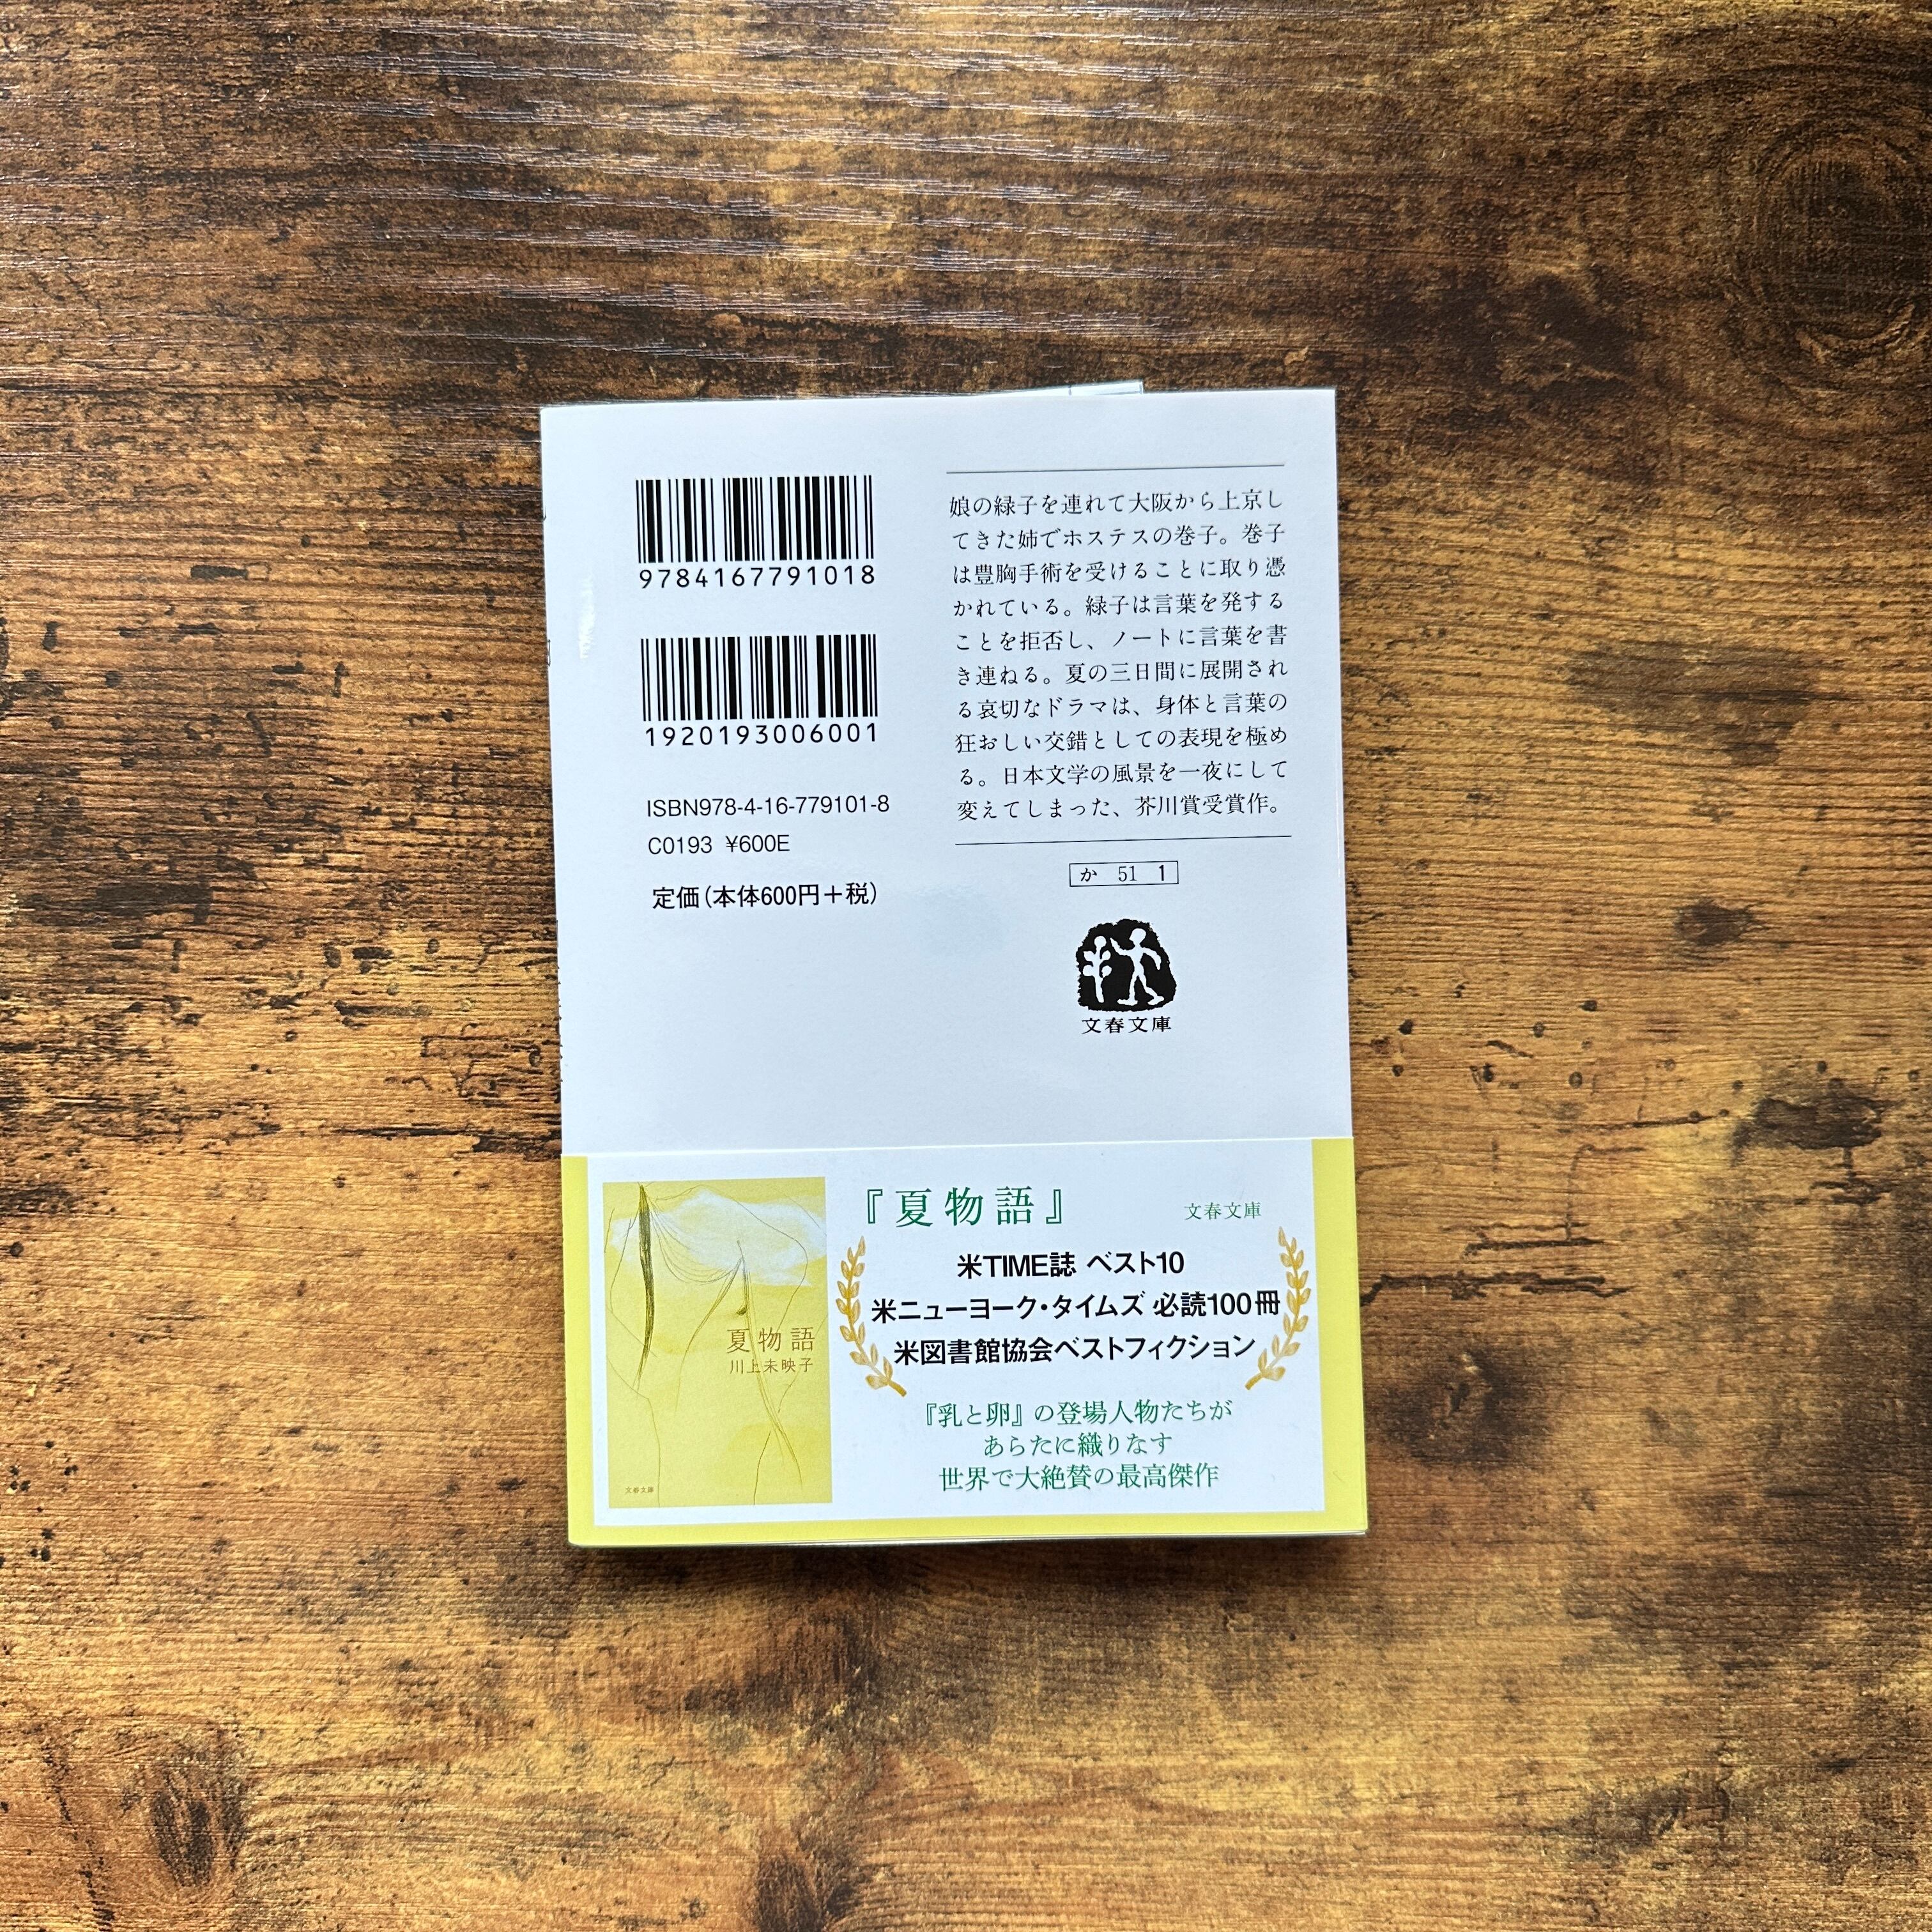 9784167791018
1920193006001
ISBN978-4-16-779101-8
C0193 ¥600E
定価(本体600円+税)
娘の緑子を連れて大阪から上京し
てきた姉でホステスの巻子。巻子
は豊胸手術を受けることに取り憑
かれている。緑子は言葉を発する
ことを拒否し、ノートに言葉を書
き連ねる。夏の三日間に展開され
る哀切なドラマは、身体と言葉の
狂おしい交錯としての表現を極め
る。日本文学の風景を一夜にして
変えてしまった、芥川賞受賞作。
か 51 1
文春文庫
夏物語
川上未映子
文春文庫
『夏物語』 文春文庫
米TIME誌 ベスト10
米ニューヨーク・タイムズ 必読100冊
米図書館協会ベストフィクション
『乳と卵』の登場人物たちが
あらたに織りなす
世界で大絶賛の最高傑作